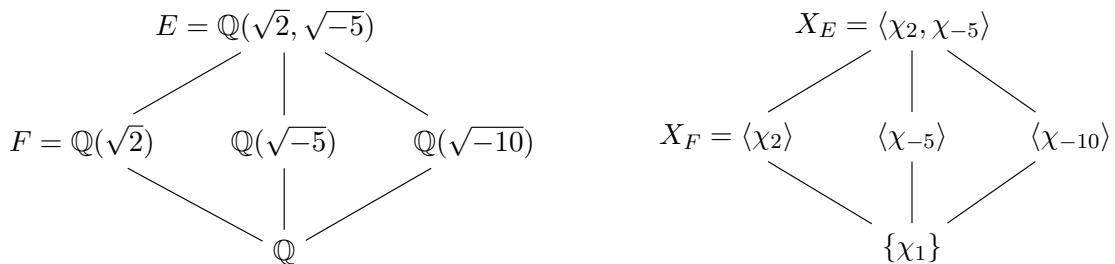 E = ℚ(√2, √−5) X_E = ⟨χ_2, χ_{−5}⟩
F = ℚ(√2) ℚ(√−5) ℚ(√−10) X_F = ⟨χ_2⟩ ⟨χ_{−5}⟩ ⟨χ_{−10}⟩
ℚ {χ_1}